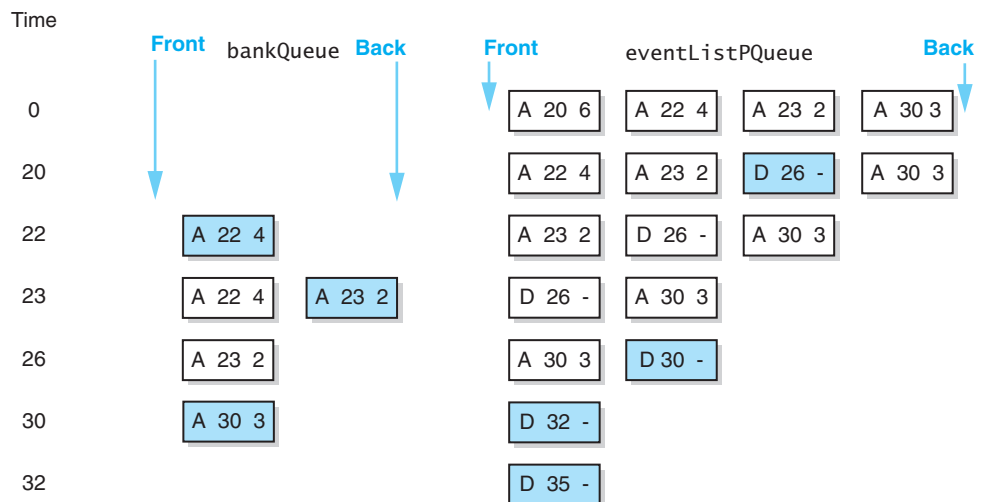 Time
Front bankQueue Back Front eventListPQueue Back
0 A 20 6 A 22 4 A 23 2 A 30 3
20 A 22 4 A 23 2 D 26 - A 30 3
22 A 22 4 A 23 2 D 26 - A 30 3
23 A 22 4 A 23 2 D 26 - A 30 3
26 A 23 2 A 30 3 D 30 -
30 A 30 3 D 32 -
32 D 35 -